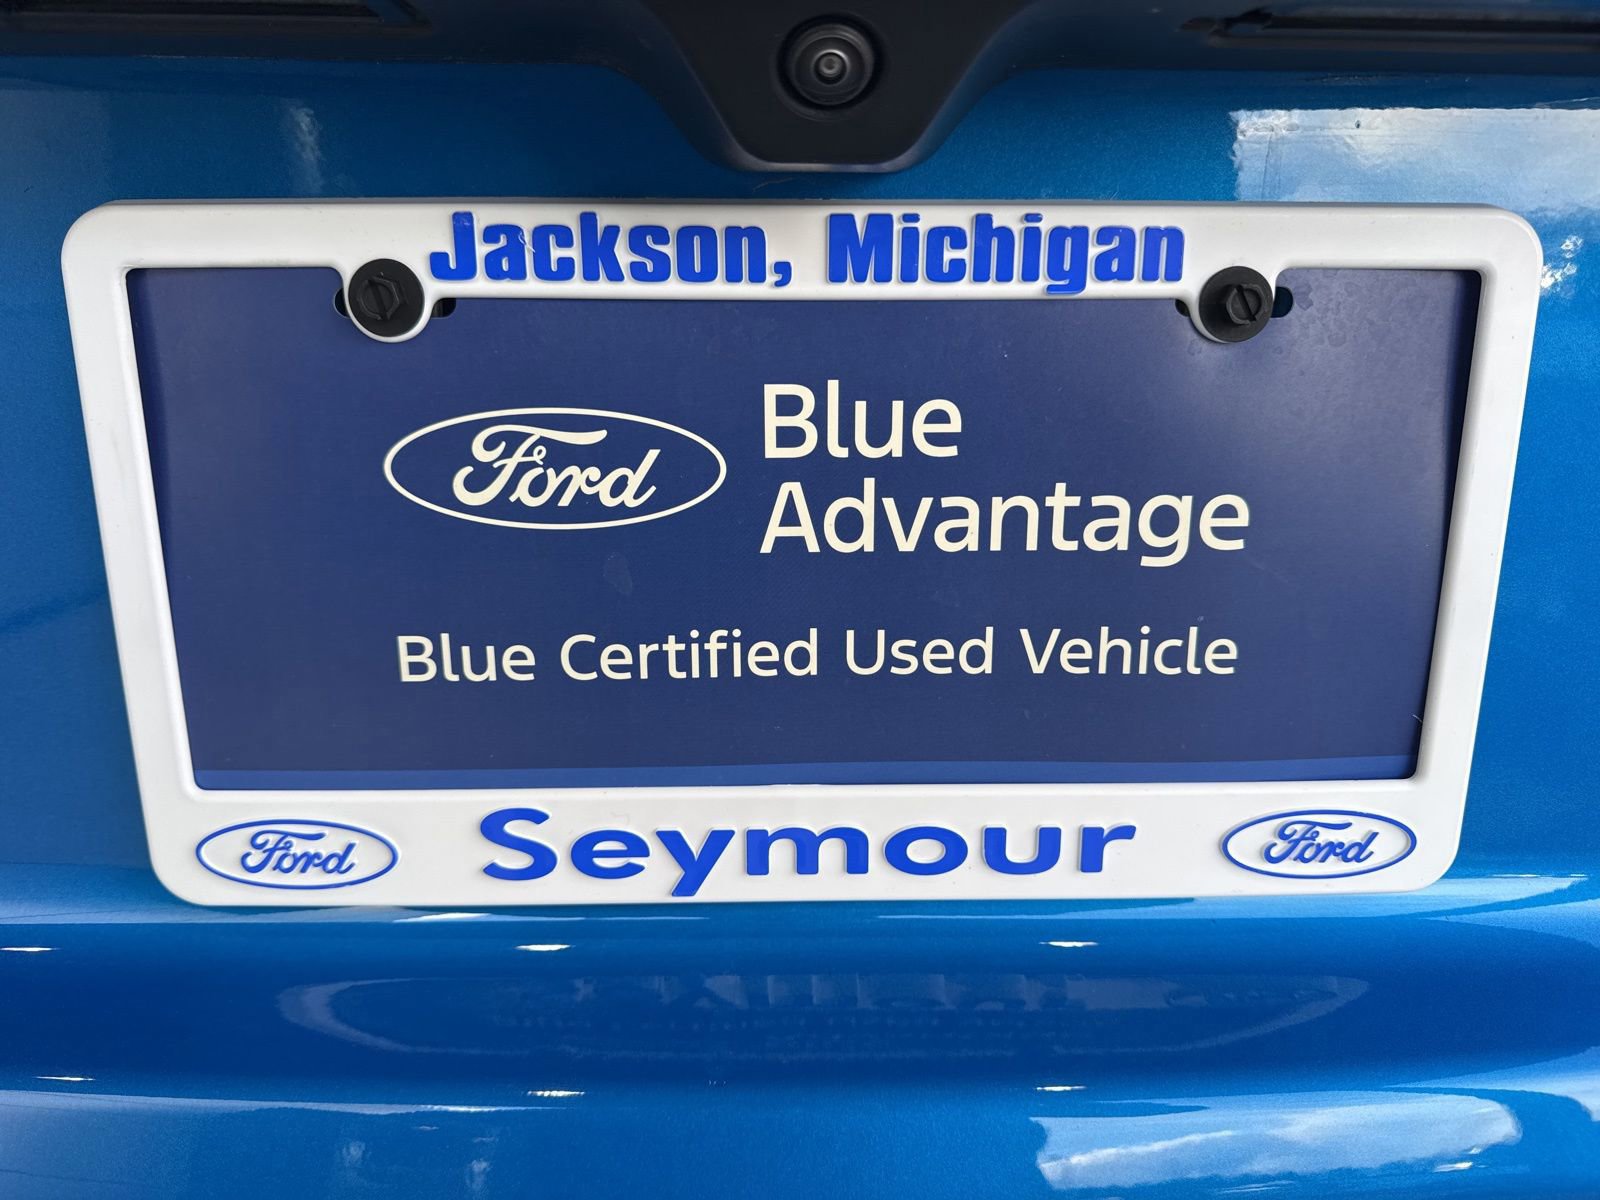 Jackson, Michigan
Ford
Blue
Advantage
Blue Certified Used Vehicle
Ford Seymour Ford